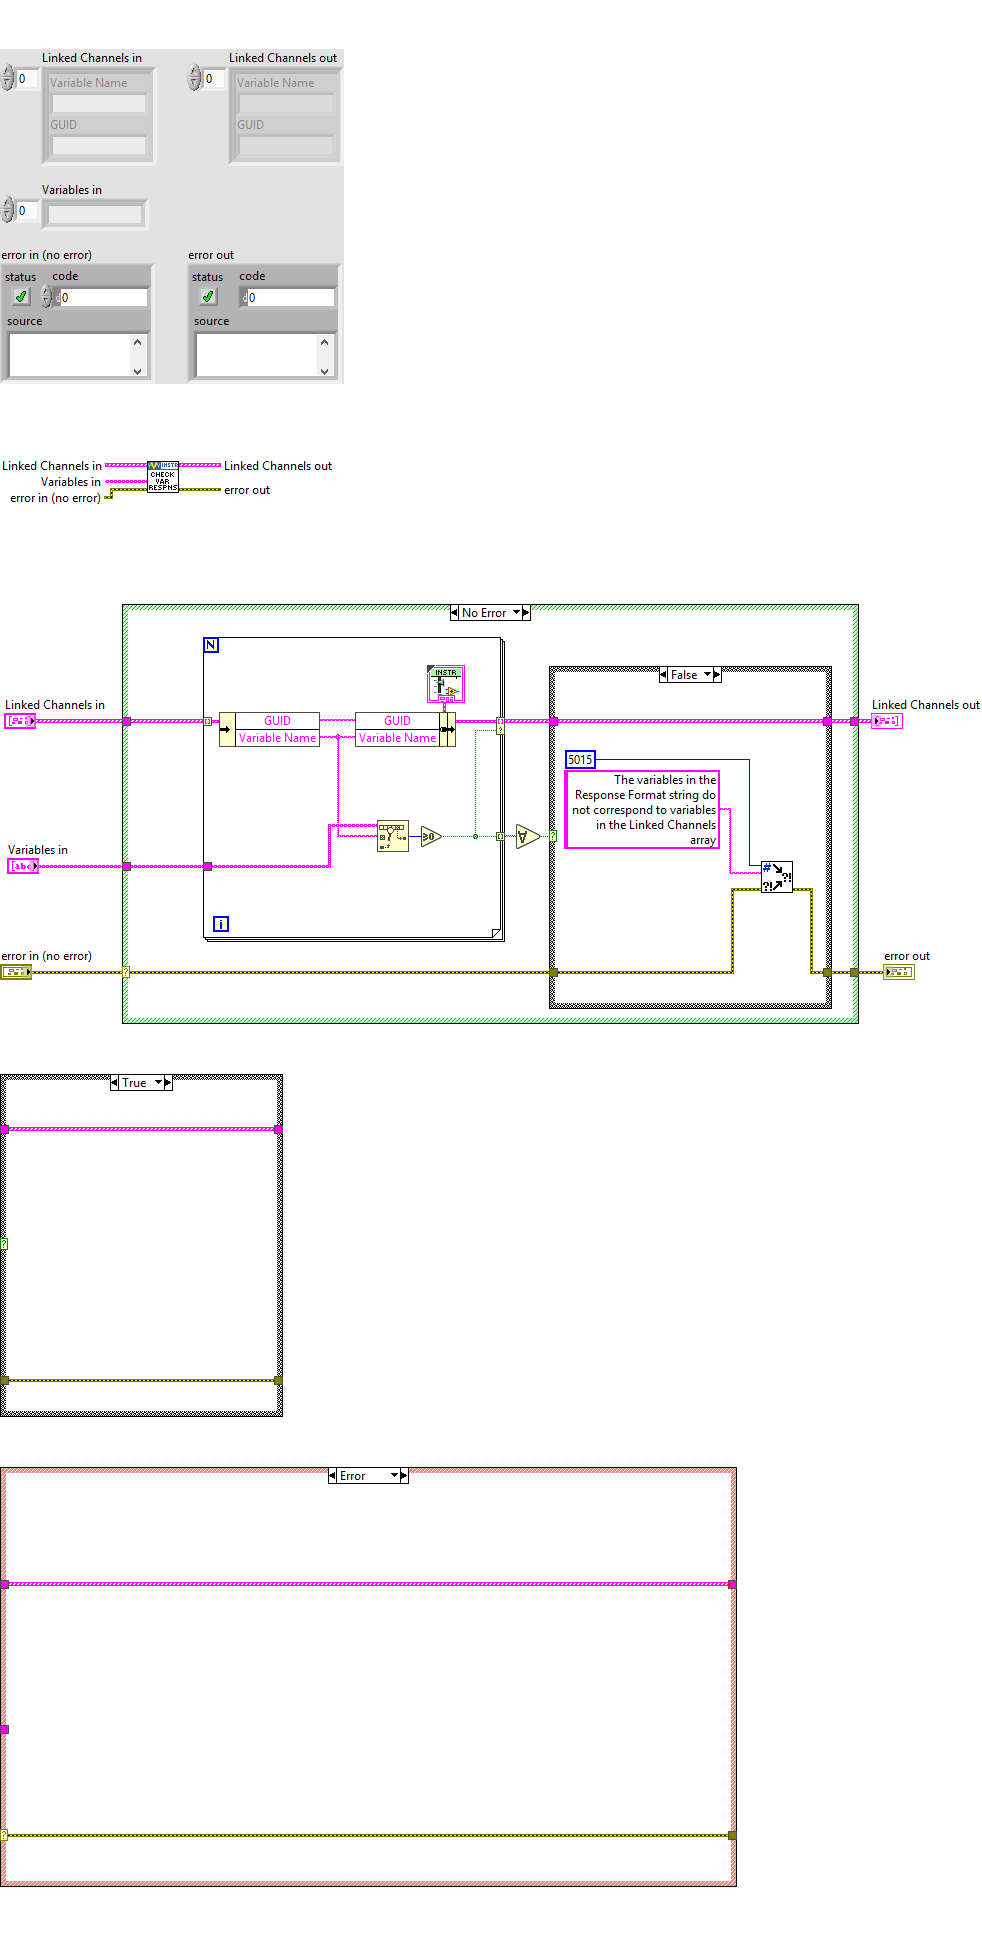 Linked Channels in
Linked Channels out
0
Variable Name
GUID
0
Variable Name
GUID
Variables in
0
error in (no error)
status
code
0
source
error out
status
code
0
source
Linked Channels in
Variables in
error in (no error)
INSTR
CHECK
VAR
RESPNS
Linked Channels out
error out
No Error
N
INSTR
False
Linked Channels in
GUID
Variable Name
GUID
Variable Name
Linked Channels out
5015
The variables in the
Response Format string do
not correspond to variables
in the Linked Channels
array
≥0
∀
?
Variables in
abc
#
?!
?!
i
error in (no error)
?
error out
True
?
Error
?